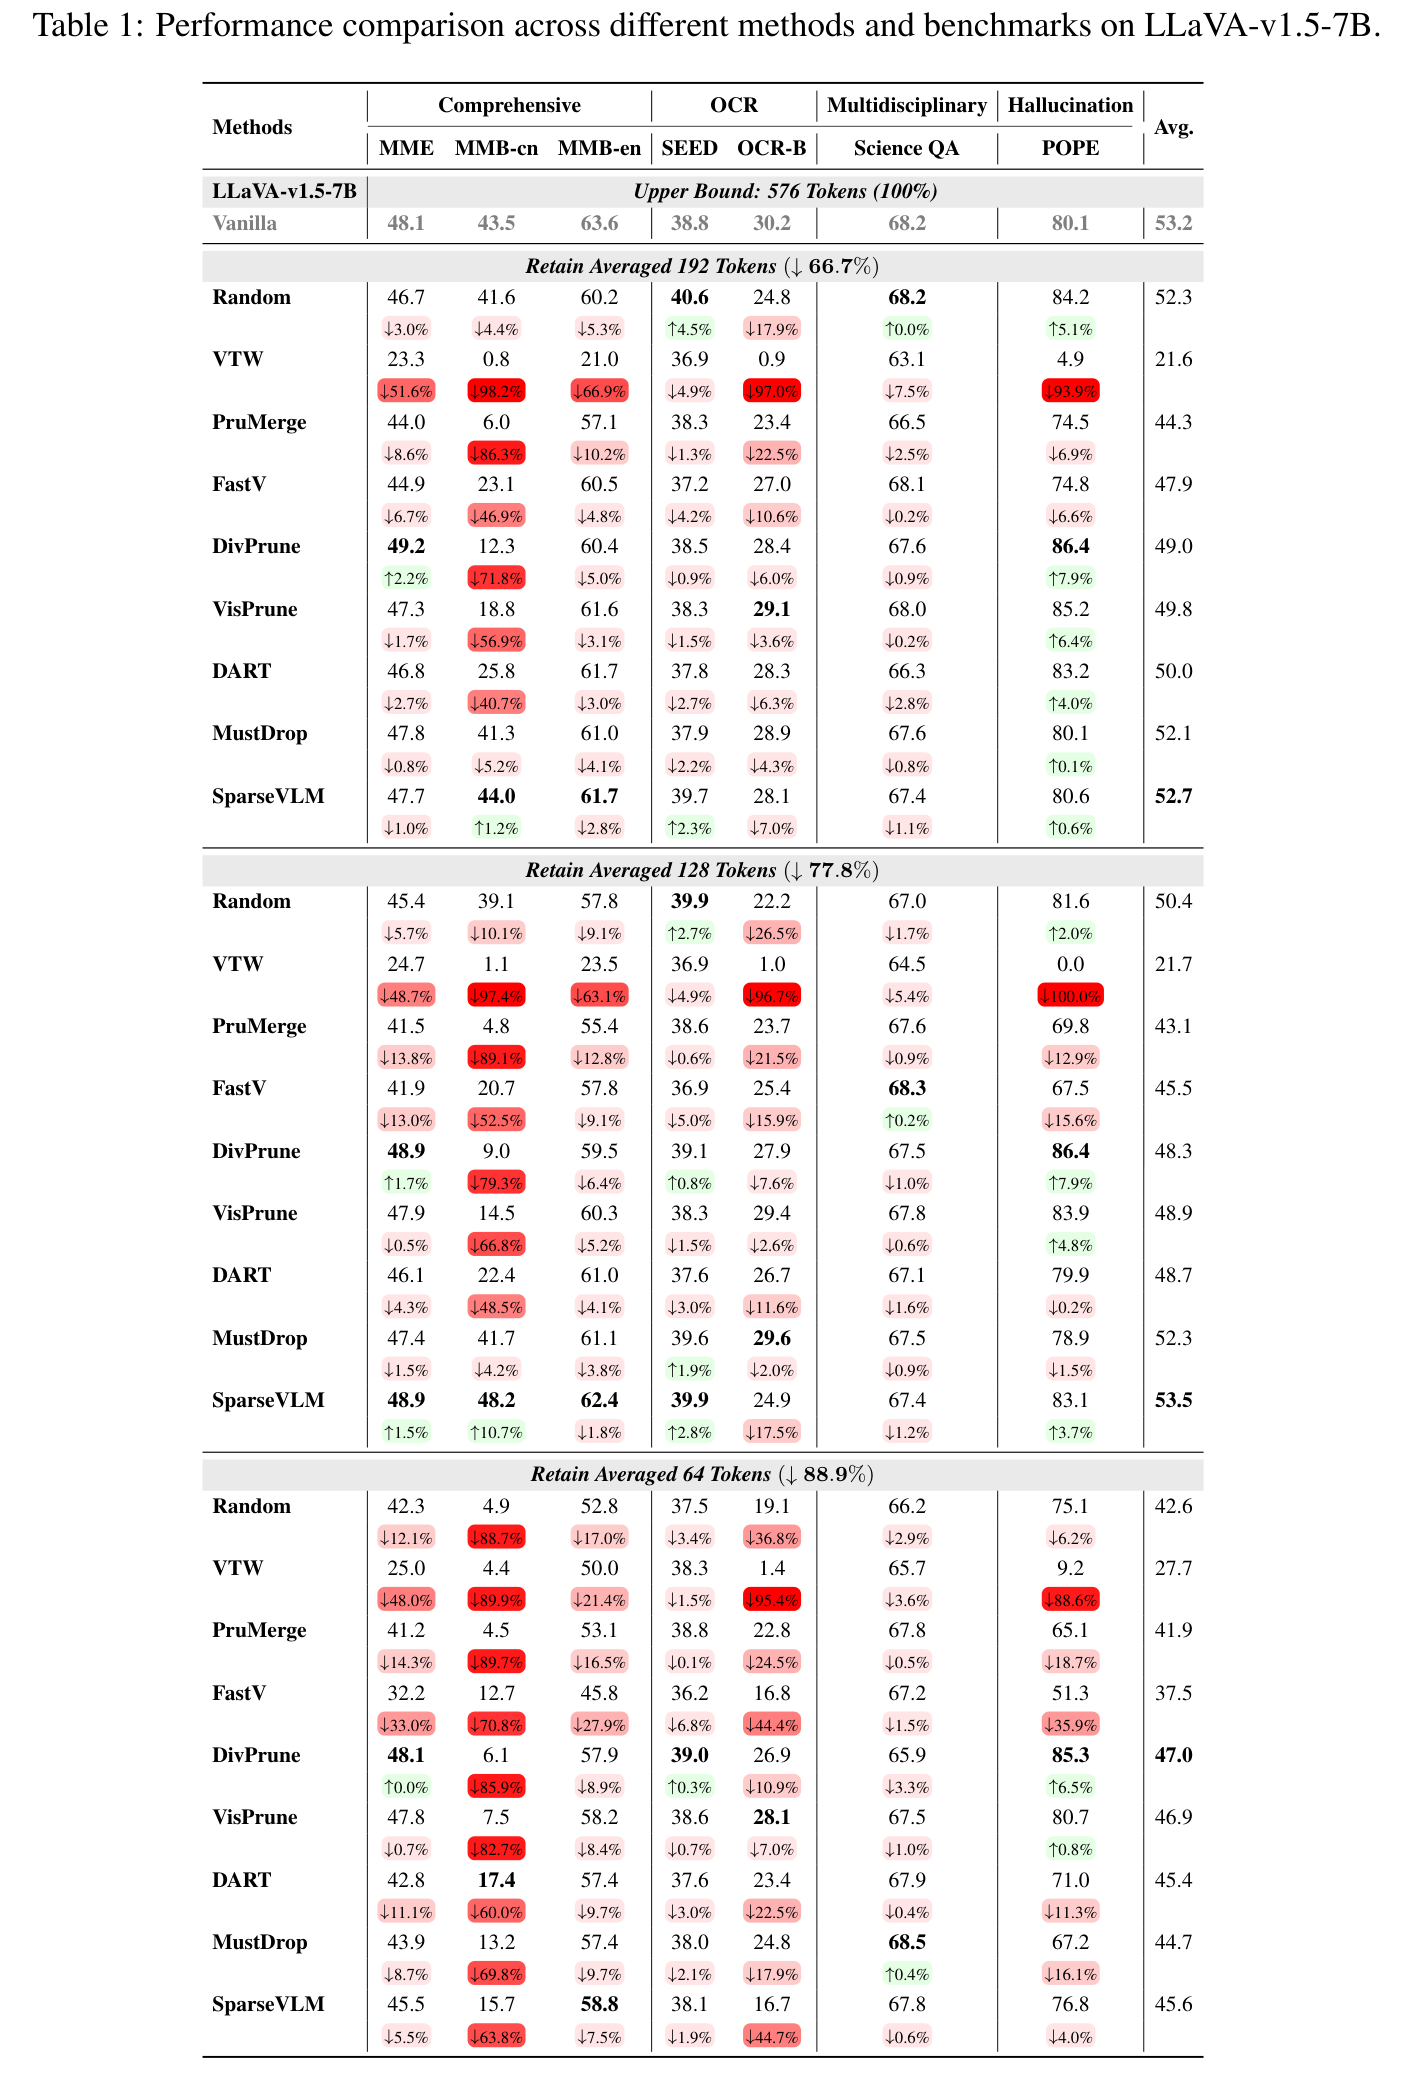 Table 1: Performance comparison across different methods and benchmarks on LLaVA-v1.5-7B.
Methods Comprehensive OCR Multidisciplinary Hallucination Avg.
MME MMB-cn MMB-en SEED OCR-B Science QA POPE
LLaVA-v1.5-7B Upper Bound: 576 Tokens (100%)
Vanilla 48.1 43.5 63.6 38.8 30.2 68.2 80.1 53.2
Retain Averaged 192 Tokens (↓ 66.7%)
Random 46.7 41.6 60.2 40.6 24.8 68.2 84.2 52.3
↓3.0% ↓4.4% ↓5.3% ↑4.5% ↓17.9% ↑0.0% ↑5.1%
VTW 23.3 0.8 21.0 36.9 0.9 63.1 4.9 21.6
↓51.6% ↓98.2% ↓66.9% ↓4.9% ↓97.0% ↓7.5% ↓93.9%
PruMerge 44.0 6.0 57.1 38.3 23.4 66.5 74.5 44.3
↓8.6% ↓86.3% ↓10.2% ↓1.3% ↓22.5% ↓2.5% ↓6.9%
FastV 44.9 23.1 60.5 37.2 27.0 68.1 74.8 47.9
↓6.7% ↓46.9% ↓4.8% ↓4.2% ↓10.6% ↓0.2% ↓6.6%
DivPrune 49.2 12.3 60.4 38.5 28.4 67.6 86.4 49.0
↑2.2% ↓71.8% ↓5.0% ↓0.9% ↓6.0% ↓0.9% ↑7.9%
VisPrune 47.3 18.8 61.6 38.3 29.1 68.0 85.2 49.8
↓1.7% ↓56.9% ↓3.1% ↓1.5% ↓3.6% ↓0.2% ↑6.4%
DART 46.8 25.8 61.7 37.8 28.3 66.3 83.2 50.0
↓2.7% ↓40.7% ↓3.0% ↓2.7% ↓6.3% ↓2.8% ↑4.0%
MustDrop 47.8 41.3 61.0 37.9 28.9 67.6 80.1 52.1
↓0.8% ↓5.2% ↓4.1% ↓2.2% ↓4.3% ↓0.8% ↑0.1%
SparseVLM 47.7 44.0 61.7 39.7 28.1 67.4 80.6 52.7
↓1.0% ↑1.2% ↓2.8% ↑2.3% ↓7.0% ↓1.1% ↑0.6%
Retain Averaged 128 Tokens (↓ 77.8%)
Random 45.4 39.1 57.8 39.9 22.2 67.0 81.6 50.4
↓5.7% ↓10.1% ↓9.1% ↑2.7% ↓26.5% ↓1.7% ↑2.0%
VTW 24.7 1.1 23.5 36.9 1.0 64.5 0.0 21.7
↓48.7% ↓97.4% ↓63.1% ↓4.9% ↓96.7% ↓5.4% ↓100.0%
PruMerge 41.5 4.8 55.4 38.6 23.7 67.6 69.8 43.1
↓13.8% ↓89.1% ↓12.8% ↓0.6% ↓21.5% ↓0.9% ↓12.9%
FastV 41.9 20.7 57.8 36.9 25.4 68.3 67.5 45.5
↓13.0% ↓52.5% ↓9.1% ↓5.0% ↓15.9% ↑0.2% ↓15.6%
DivPrune 48.9 9.0 59.5 39.1 27.9 67.5 86.4 48.3
↑1.7% ↓79.3% ↓6.4% ↑0.8% ↓7.6% ↓1.0% ↑7.9%
VisPrune 47.9 14.5 60.3 38.3 29.4 67.8 83.9 48.9
↓0.5% ↓66.8% ↓5.2% ↓1.5% ↓2.6% ↓0.6% ↑4.8%
DART 46.1 22.4 61.0 37.6 26.7 67.1 79.9 48.7
↓4.3% ↓48.5% ↓4.1% ↓3.0% ↓11.6% ↓1.6% ↓0.2%
MustDrop 47.4 41.7 61.1 39.6 29.6 67.5 78.9 52.3
↓1.5% ↓4.2% ↓3.8% ↑1.9% ↓2.0% ↓0.9% ↓1.5%
SparseVLM 48.9 48.2 62.4 39.9 24.9 67.4 83.1 53.5
↑1.5% ↑10.7% ↓1.8% ↑2.8% ↓17.5% ↓1.2% ↑3.7%
Retain Averaged 64 Tokens (↓ 88.9%)
Random 42.3 4.9 52.8 37.5 19.1 66.2 75.1 42.6
↓12.1% ↓88.7% ↓17.0% ↓3.4% ↓36.8% ↓2.9% ↓6.2%
VTW 25.0 4.4 50.0 38.3 1.4 65.7 9.2 27.7
↓48.0% ↓89.9% ↓21.4% ↓1.5% ↓95.4% ↓3.6% ↓88.6%
PruMerge 41.2 4.5 53.1 38.8 22.8 67.8 65.1 41.9
↓14.3% ↓89.7% ↓16.5% ↓0.1% ↓24.5% ↓0.5% ↓18.7%
FastV 32.2 12.7 45.8 36.2 16.8 67.2 51.3 37.5
↓33.0% ↓70.8% ↓27.9% ↓6.8% ↓44.4% ↓1.5% ↓35.9%
DivPrune 48.1 6.1 57.9 39.0 26.9 65.9 85.3 47.0
↑0.0% ↓85.9% ↓8.9% ↑0.3% ↓10.9% ↓3.3% ↑6.5%
VisPrune 47.8 7.5 58.2 38.6 28.1 67.5 80.7 46.9
↓0.7% ↓82.7% ↓8.4% ↓0.7% ↓7.0% ↓1.0% ↑0.8%
DART 42.8 17.4 57.4 37.6 23.4 67.9 71.0 45.4
↓11.1% ↓60.0% ↓9.7% ↓3.0% ↓22.5% ↓0.4% ↓11.3%
MustDrop 43.9 13.2 57.4 38.0 24.8 68.5 67.2 44.7
↓8.7% ↓69.8% ↓9.7% ↓2.1% ↓17.9% ↑0.4% ↓16.1%
SparseVLM 45.5 15.7 58.8 38.1 16.7 67.8 76.8 45.6
↓5.5% ↓63.8% ↓7.5% ↓1.9% ↓44.7% ↓0.6% ↓4.0%